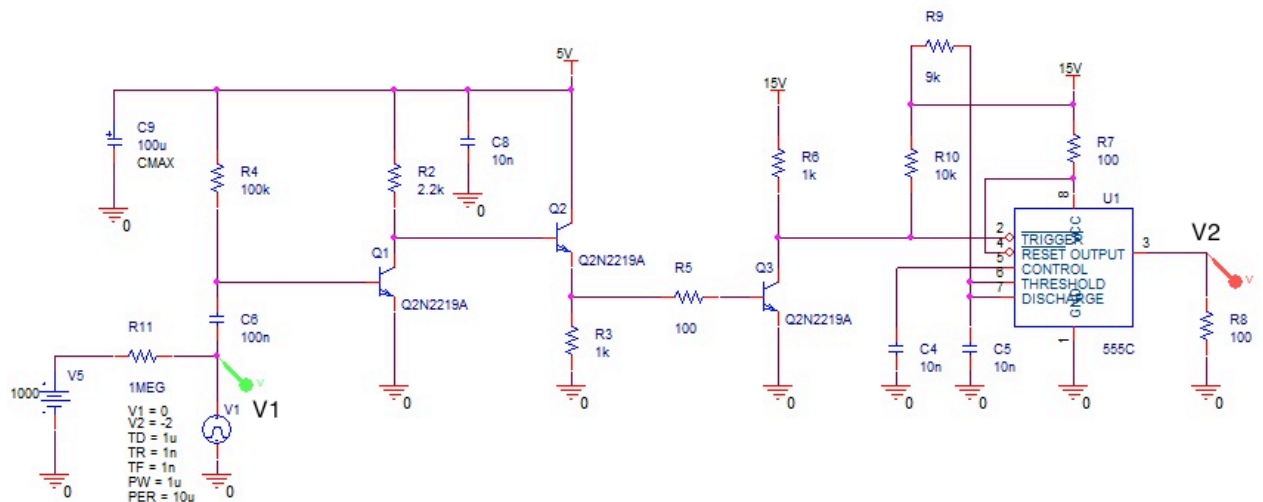 R9
9k
5V
15V
15V
C9
100u
CMAX
R4
100k
R2
2.2k
C8
10n
R6
1k
R10
10k
R7
100
0
0
8
U1
Q2
Q2N2219A
Q1
Q2N2219A
Q3
Q2N2219A
R5
100
2
TRIGGER
VCC
4
RESET
OUTPUT
3
V2
V
5
CONTROL
6
THRESHOLD
7
DISCHARGE
GND
1
555C
R8
100
C6
100n
R11
1MEG
R3
1k
C4
10n
C5
10n
V5
1000
V
V1
V1
V1 = 0
V2 = -2
TD = 1u
TR = 1n
TF = 1n
PW = 1u
PER = 10u
0
0
0
0
0
0
0
0
0